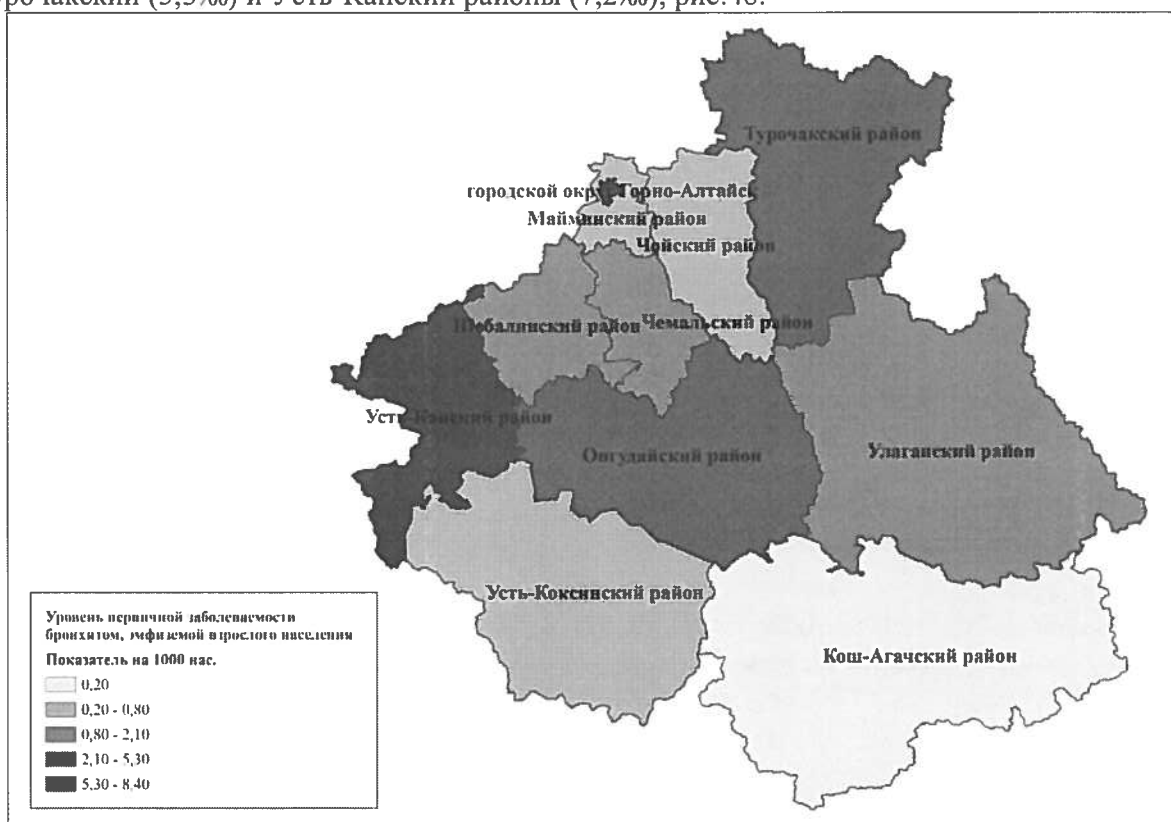 (5,3‰) и Усть-Канский районы (7,2‰), рис.48.
Турочакский район
городской округ Горно-Алтайск
Майминский район
Чойский район
Шебалинский район
Чемальский район
Усть-Канский район
Онгудайский район
Улаганский район
Усть-Коксинский район
Кош-Агачский район
Уровень первичной заболеваемости
бронхитом, эмфиземой взрослого населения
Показатель на 1000 нас.
0,20
0,20 - 0,80
0,80 - 2,10
2,10 - 5,30
5,30 - 8,40